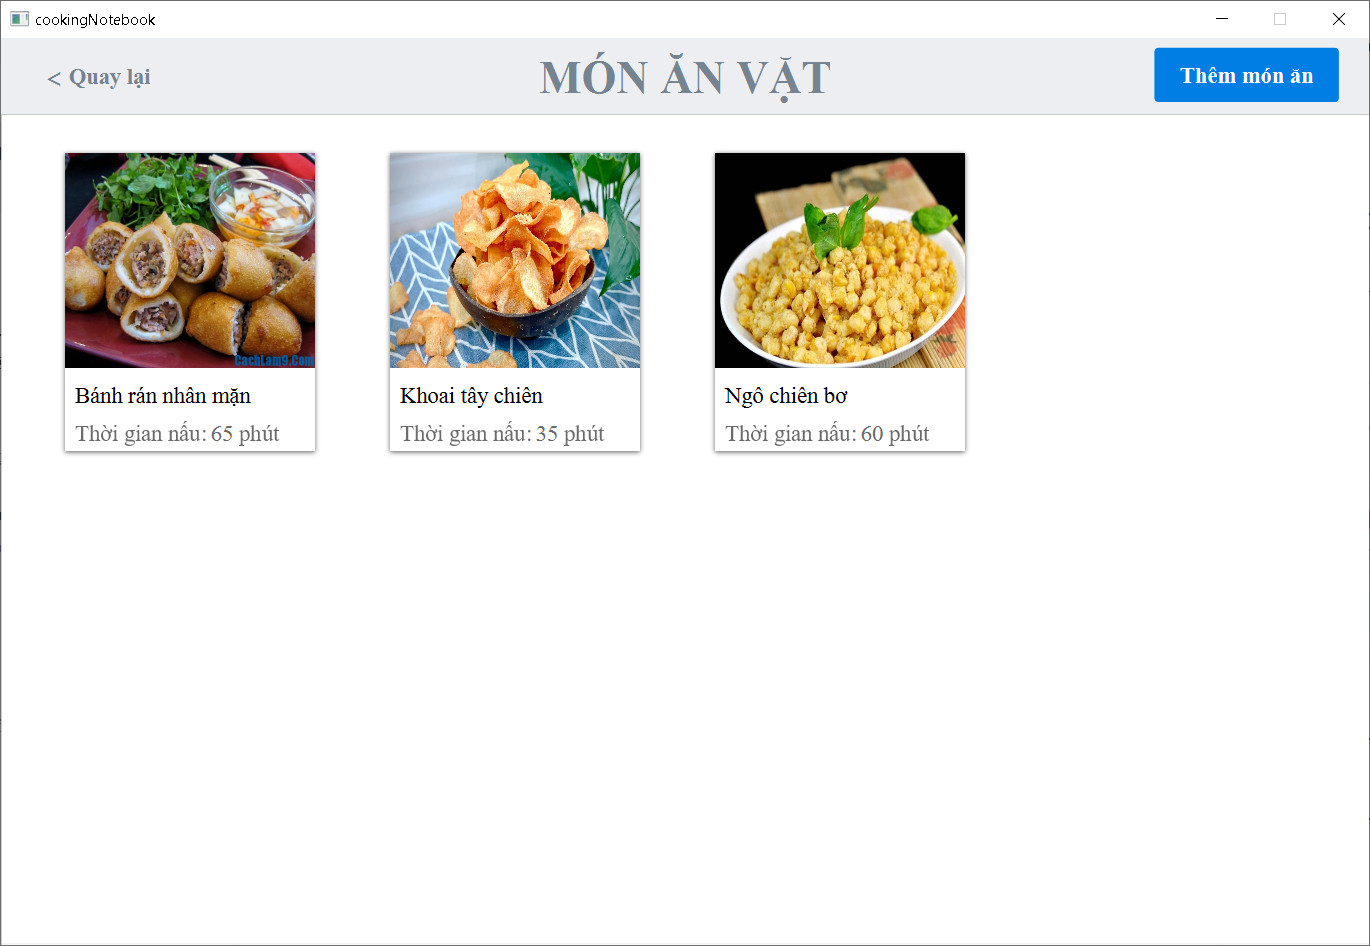 cookingNotebook
< Quay lại
MÓN ĂN VẶT
Thêm món ăn
CachLam9.Com
Bánh rán nhân mặn
Thời gian nấu: 65 phút
Khoai tây chiên
Thời gian nấu: 35 phút
Ngô chiên bơ
Thời gian nấu: 60 phút